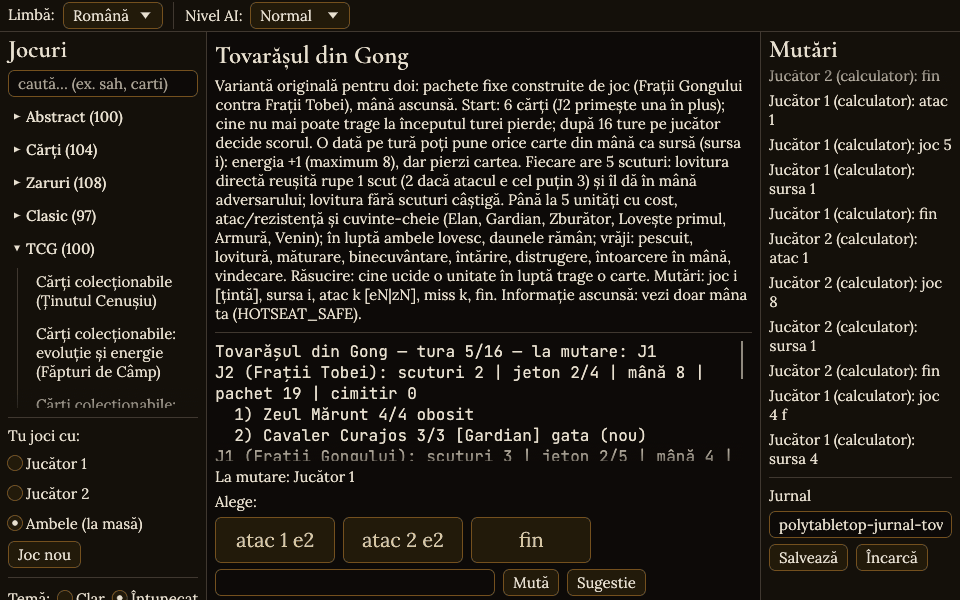 Limbă: Română Nivel AI: Normal
Jocuri
caută... (ex. sah, carti)
Abstract (100)
Cărți (104)
Zaruri (108)
Clasic (97)
TCG (100)
Cărți colecționabile
(Ținutul Cenușiu)
Cărți colecționabile:
evoluție și energie
(Făpturi de Câmp)
Cărți colecționabile:
Tu joci cu:
Jucător 1
Jucător 2
Ambele (la masă)
Joc nou
Temă: Clar Întunecat
Tovarășul din Gong
Variantă originală pentru doi: pachete fixe construite de joc (Frații Gongului
contra Frații Tobei), mână ascunsă. Start: 6 cărți (J2 primește una în plus);
cine nu mai poate trage la începutul turei pierde; după 16 ture pe jucător
decide scorul. O dată pe tură poți pune orice carte din mână ca sursă (sursa
i): energia +1 (maximum 8), dar pierzi cartea. Fiecare are 5 scuturi: lovitura
directă reușită rupe 1 scut (2 dacă atacul e cel puțin 3) și îl dă în mână
adversarului; lovitura fără scuturi câștigă. Până la 5 unități cu cost,
atac/rezistență și cuvinte-cheie (Elan, Gardian, Zburător, Lovește primul,
Armură, Venin); în luptă ambele lovesc, daunele rămân; vrăji: pescuit,
lovitură, măturare, binecuvântare, întărire, distrugere, întoarcere în mână,
vindecare. Răsucire: cine ucide o unitate în luptă trage o carte. Mutări: joc i
[țintă], sursa i, atac k [eN|zN], miss k, fin. Informație ascunsă: vezi doar mâna
ta (HOTSEAT_SAFE).
Tovarășul din Gong — tura 5/16 — la mutare: J1
J2 (Frații Tobei): scuturi 2 | jeton 2/4 | mână 8 |
pachet 19 | cimitir 0
1) Zeul Mărunt 4/4 obosit
2) Cavaler Curajos 3/3 [Gardian] gata (nou)
J1 (Frații Gongului): scuturi 3 | jeton 2/5 | mână 4 |
La mutare: Jucător 1
Alege:
atac 1 e2 atac 2 e2 fin
Mută Sugestie
Mutări
Jucător 2 (calculator): fin
Jucător 1 (calculator): atac
1
Jucător 1 (calculator): joc 5
Jucător 1 (calculator):
sursa 1
Jucător 1 (calculator): fin
Jucător 2 (calculator):
atac 1
Jucător 2 (calculator): joc
8
Jucător 2 (calculator):
sursa 1
Jucător 2 (calculator): fin
Jucător 1 (calculator): joc
4 f
Jucător 1 (calculator):
sursa 4
Jurnal
polytabletop-jurnal-tov
Salvează Încarcă